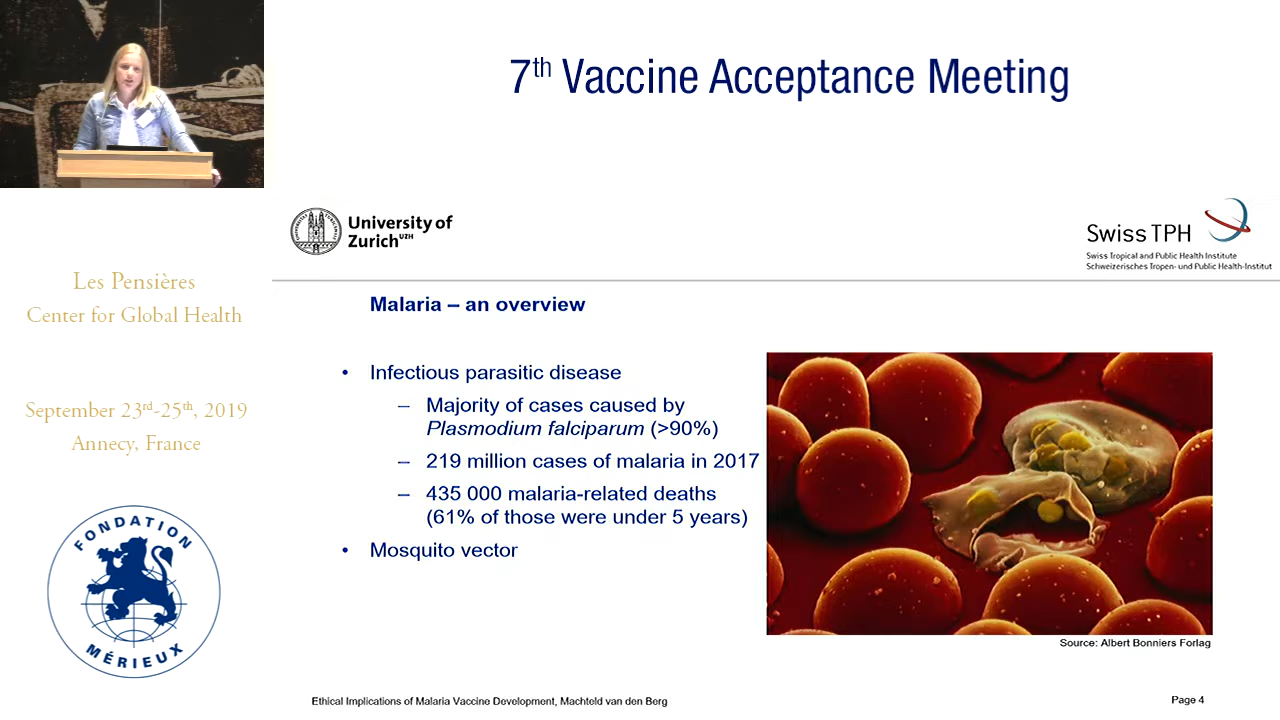 7th Vaccine Acceptance Meeting
University of
Zurich UZH
Swiss TPH
Swiss Tropical and Public Health Institute
Schweizerisches Tropen- und Public Health-Institut
Les Pensières
Center for Global Health
September 23rd-25th, 2019
Annecy, France
FONDATION
MÉRIEUX
Malaria – an overview
• Infectious parasitic disease
– Majority of cases caused by
Plasmodium falciparum (>90%)
– 219 million cases of malaria in 2017
– 435 000 malaria-related deaths
(61% of those were under 5 years)
• Mosquito vector
Source: Albert Bonniers Forlag
Ethical Implications of Malaria Vaccine Development, Machteld van den Berg
Page 4